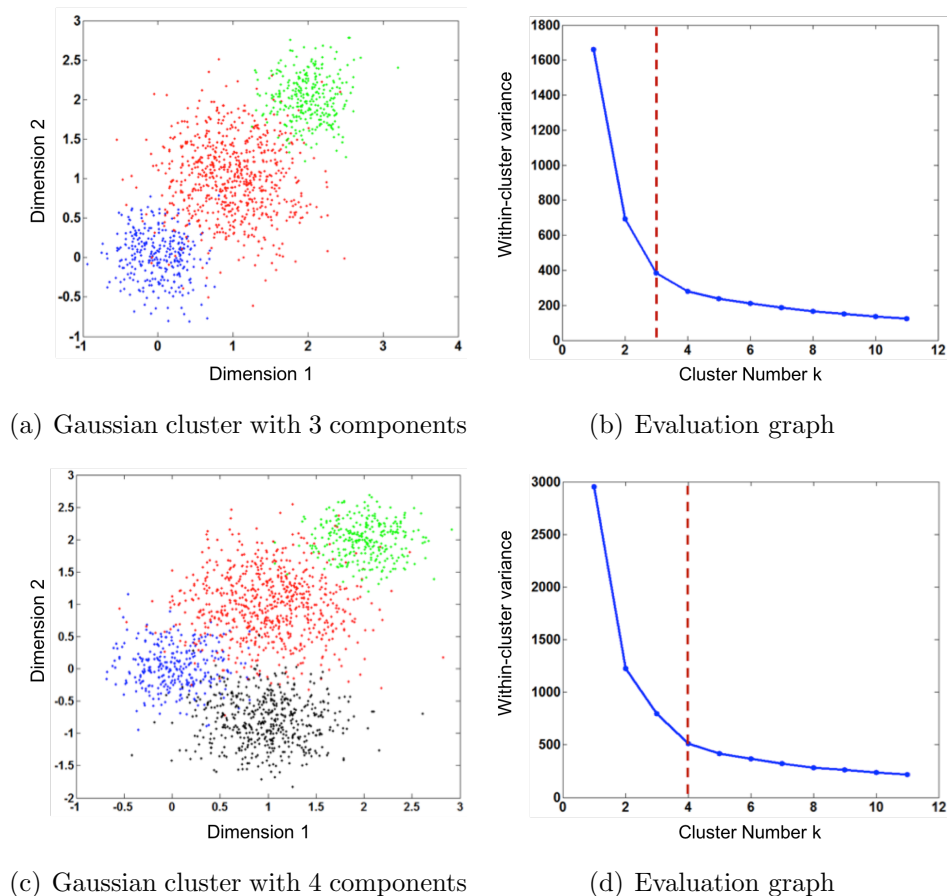 3
2.5
2
1.5
1
0.5
0
-0.5
-1
-1 0 1 2 3 4
Dimension 2
Dimension 1
1800
1600
1400
1200
1000
800
600
400
200
0
0 2 4 6 8 10 12
Within-cluster variance
Cluster Number k
(a) Gaussian cluster with 3 components
(b) Evaluation graph
3
2.5
2
1.5
1
0.5
0
-0.5
-1
-1.5
-2
-1 -0.5 0 0.5 1 1.5 2 2.5 3
Dimension 2
Dimension 1
3000
2500
2000
1500
1000
500
0
0 2 4 6 8 10 12
Within-cluster variance
Cluster Number k
(c) Gaussian cluster with 4 components
(d) Evaluation graph